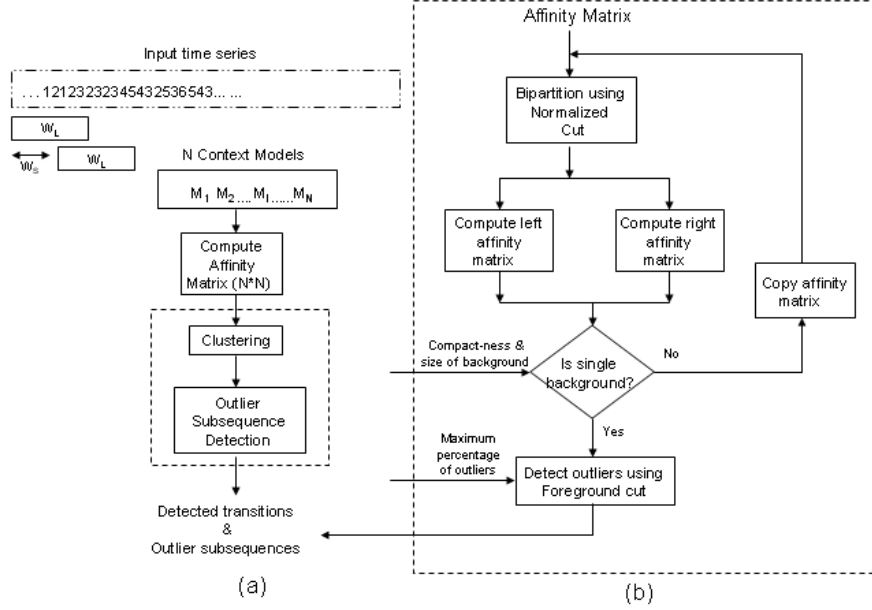 Input time series
. . . 12123232345432536543... ...
W_L
W_s
W_L
N Context Models
M_1 M_2 .... M_I ...... M_N
Compute
Affinity
Matrix (N*N)
Clustering
Outlier
Subsequence
Detection
Detected transitions
&
Outlier subsequences
(a)
Affinity Matrix
Bipartition using
Normalized
Cut
Compute left
affinity
matrix
Compute right
affinity
matrix
Copy affinity
matrix
Compact-ness &
size of background
Is single
background?
No
Yes
Maximum
percentage
of outliers
Detect outliers using
Foreground cut
(b)